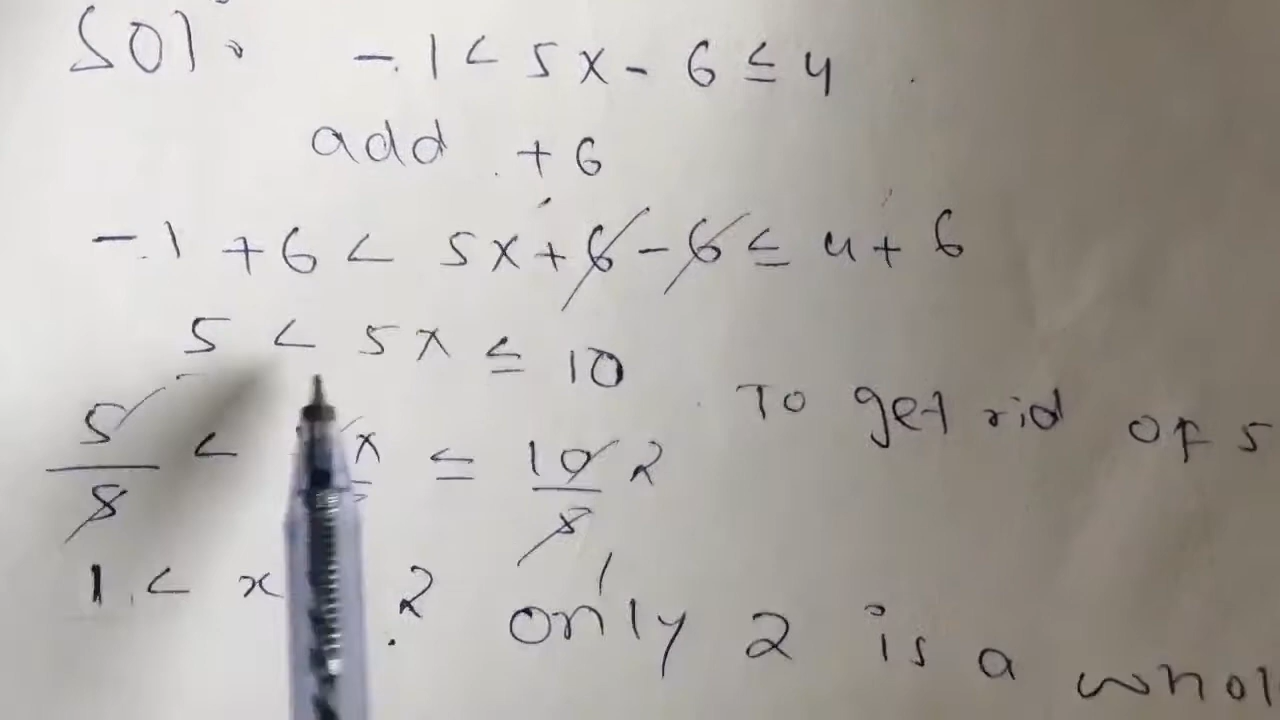 Sol:
-1 < 5x - 6 ≤ 4
add +6
-1 + 6 < 5x + 6 - 6 ≤ 4 + 6
5 < 5x ≤ 10
To get rid of 5
5/5 < x ≤ 10/5 2
1 < x 2
only 2 is a